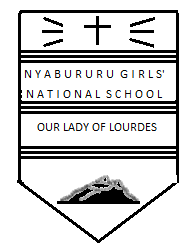 NYABURURU GIRLS'
NATIONAL SCHOOL
OUR LADY OF LOURDES